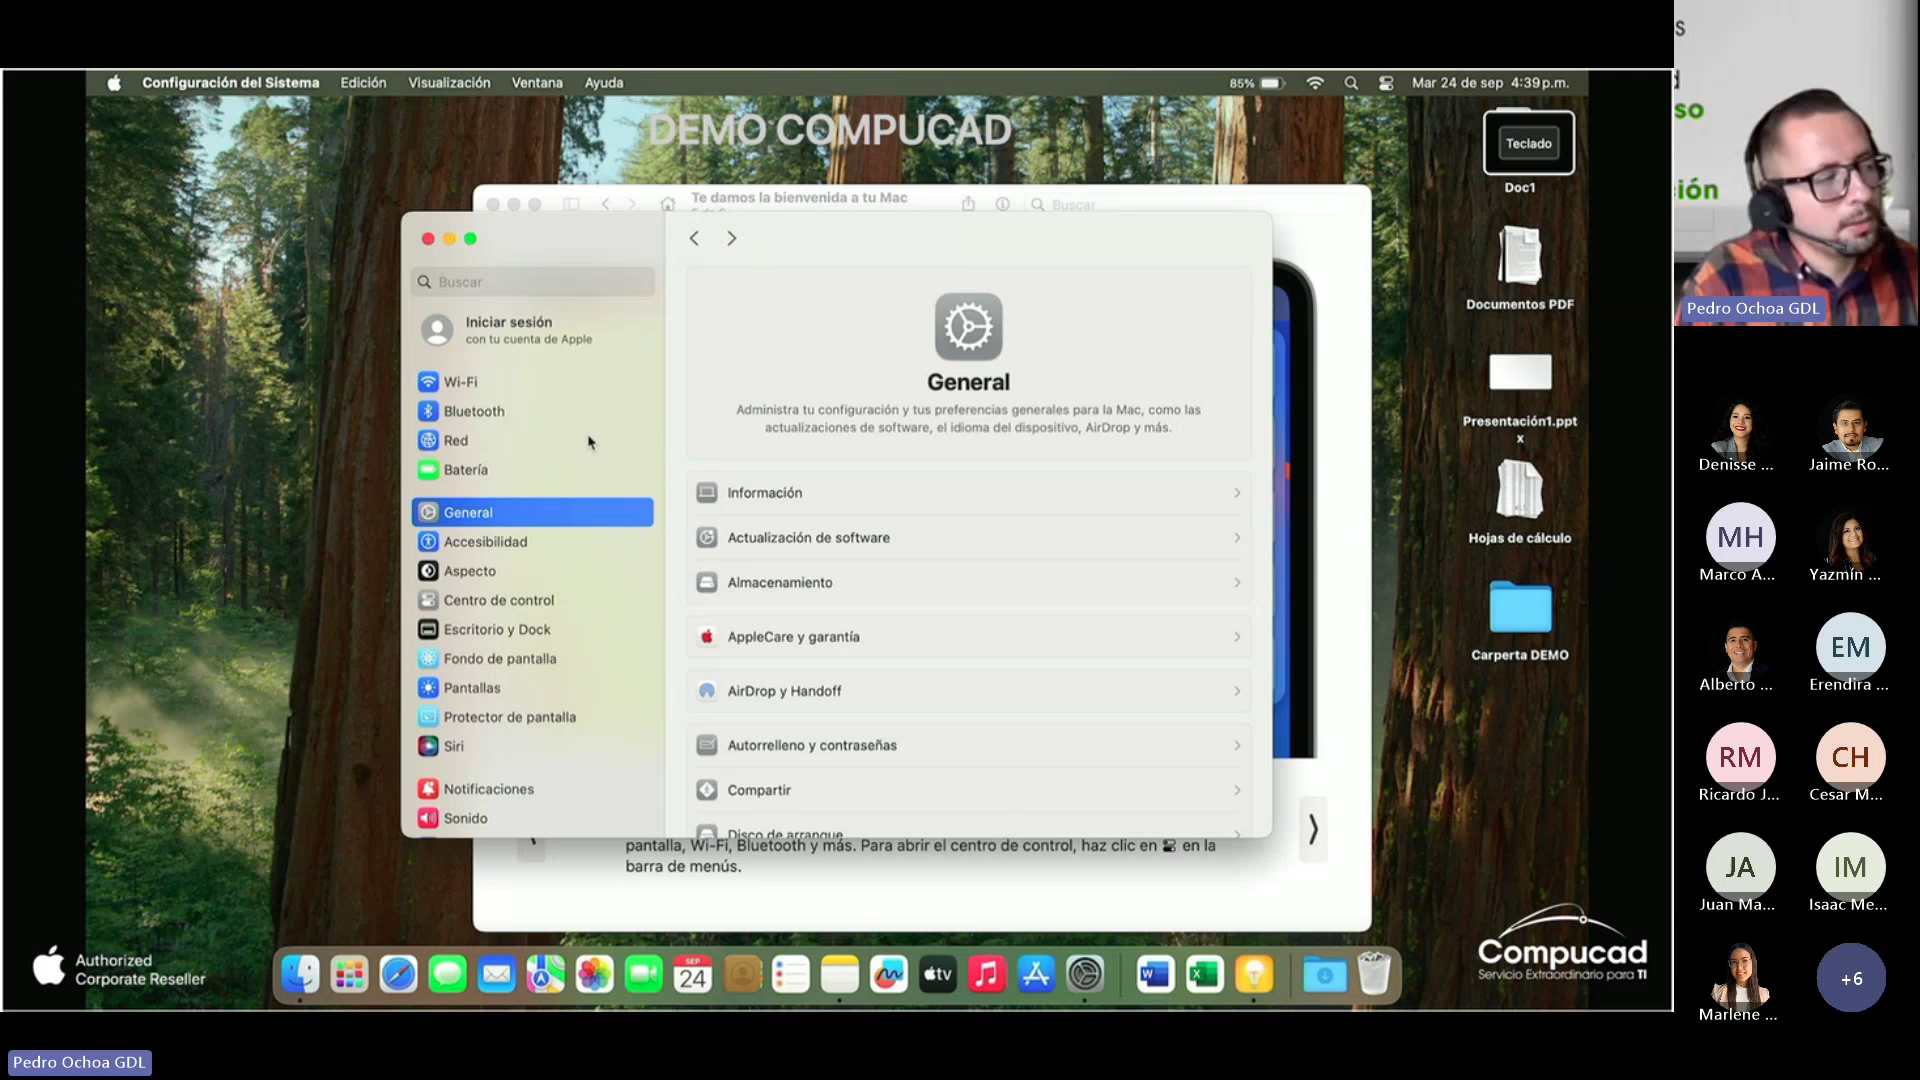 Configuración del Sistema Edición Visualización Ventana Ayuda
85% Mar 24 de sep 4:39 p.m.
DEMO COMPUCAD
Te damos la bienvenida a tu Mac
Buscar
Buscar
Iniciar sesión
con tu cuenta de Apple
Wi-Fi
Bluetooth
Red
Batería
General
Accesibilidad
Aspecto
Centro de control
Escritorio y Dock
Fondo de pantalla
Pantallas
Protector de pantalla
Siri
Notificaciones
Sonido
General
Administra tu configuración y tus preferencias generales para la Mac, como las
actualizaciones de software, el idioma del dispositivo, AirDrop y más.
Información
Actualización de software
Almacenamiento
AppleCare y garantía
AirDrop y Handoff
Autorrelleno y contraseñas
Compartir
Disco de arranque
pantalla, Wi-Fi, Bluetooth y más. Para abrir el centro de control, haz clic en en la
barra de menús.
Teclado
Doc1
Documentos PDF
Presentación1.ppt
x
Hojas de cálculo
Carperta DEMO
Authorized
Corporate Reseller
SEP
24
tv
Compucad
Servicio Extraordinario para TI
so
ión
Pedro Ochoa GDL
Denisse ...
Jaime Ro...
MH
Marco A...
Yazmín ...
Alberto ...
EM
Erendira ...
RM
Ricardo J...
CH
Cesar M...
JA
Juan Ma...
IM
Isaac Me...
Marlene ...
+6
Pedro Ochoa GDL